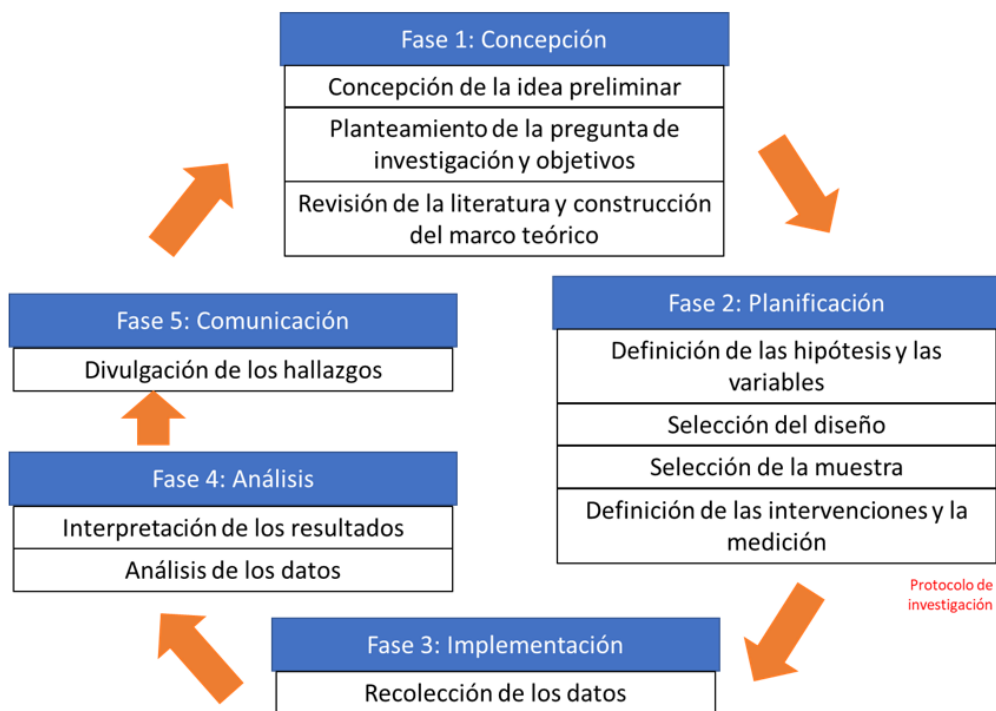 Fase 1: Concepción
Concepción de la idea preliminar
Planteamiento de la pregunta de
investigación y objetivos
Revisión de la literatura y construcción
del marco teórico
Fase 2: Planificación
Definición de las hipótesis y las
variables
Selección del diseño
Selección de la muestra
Definición de las intervenciones y la
medición
Protocolo de
investigación
Fase 3: Implementación
Recolección de los datos
Fase 4: Análisis
Interpretación de los resultados
Análisis de los datos
Fase 5: Comunicación
Divulgación de los hallazgos